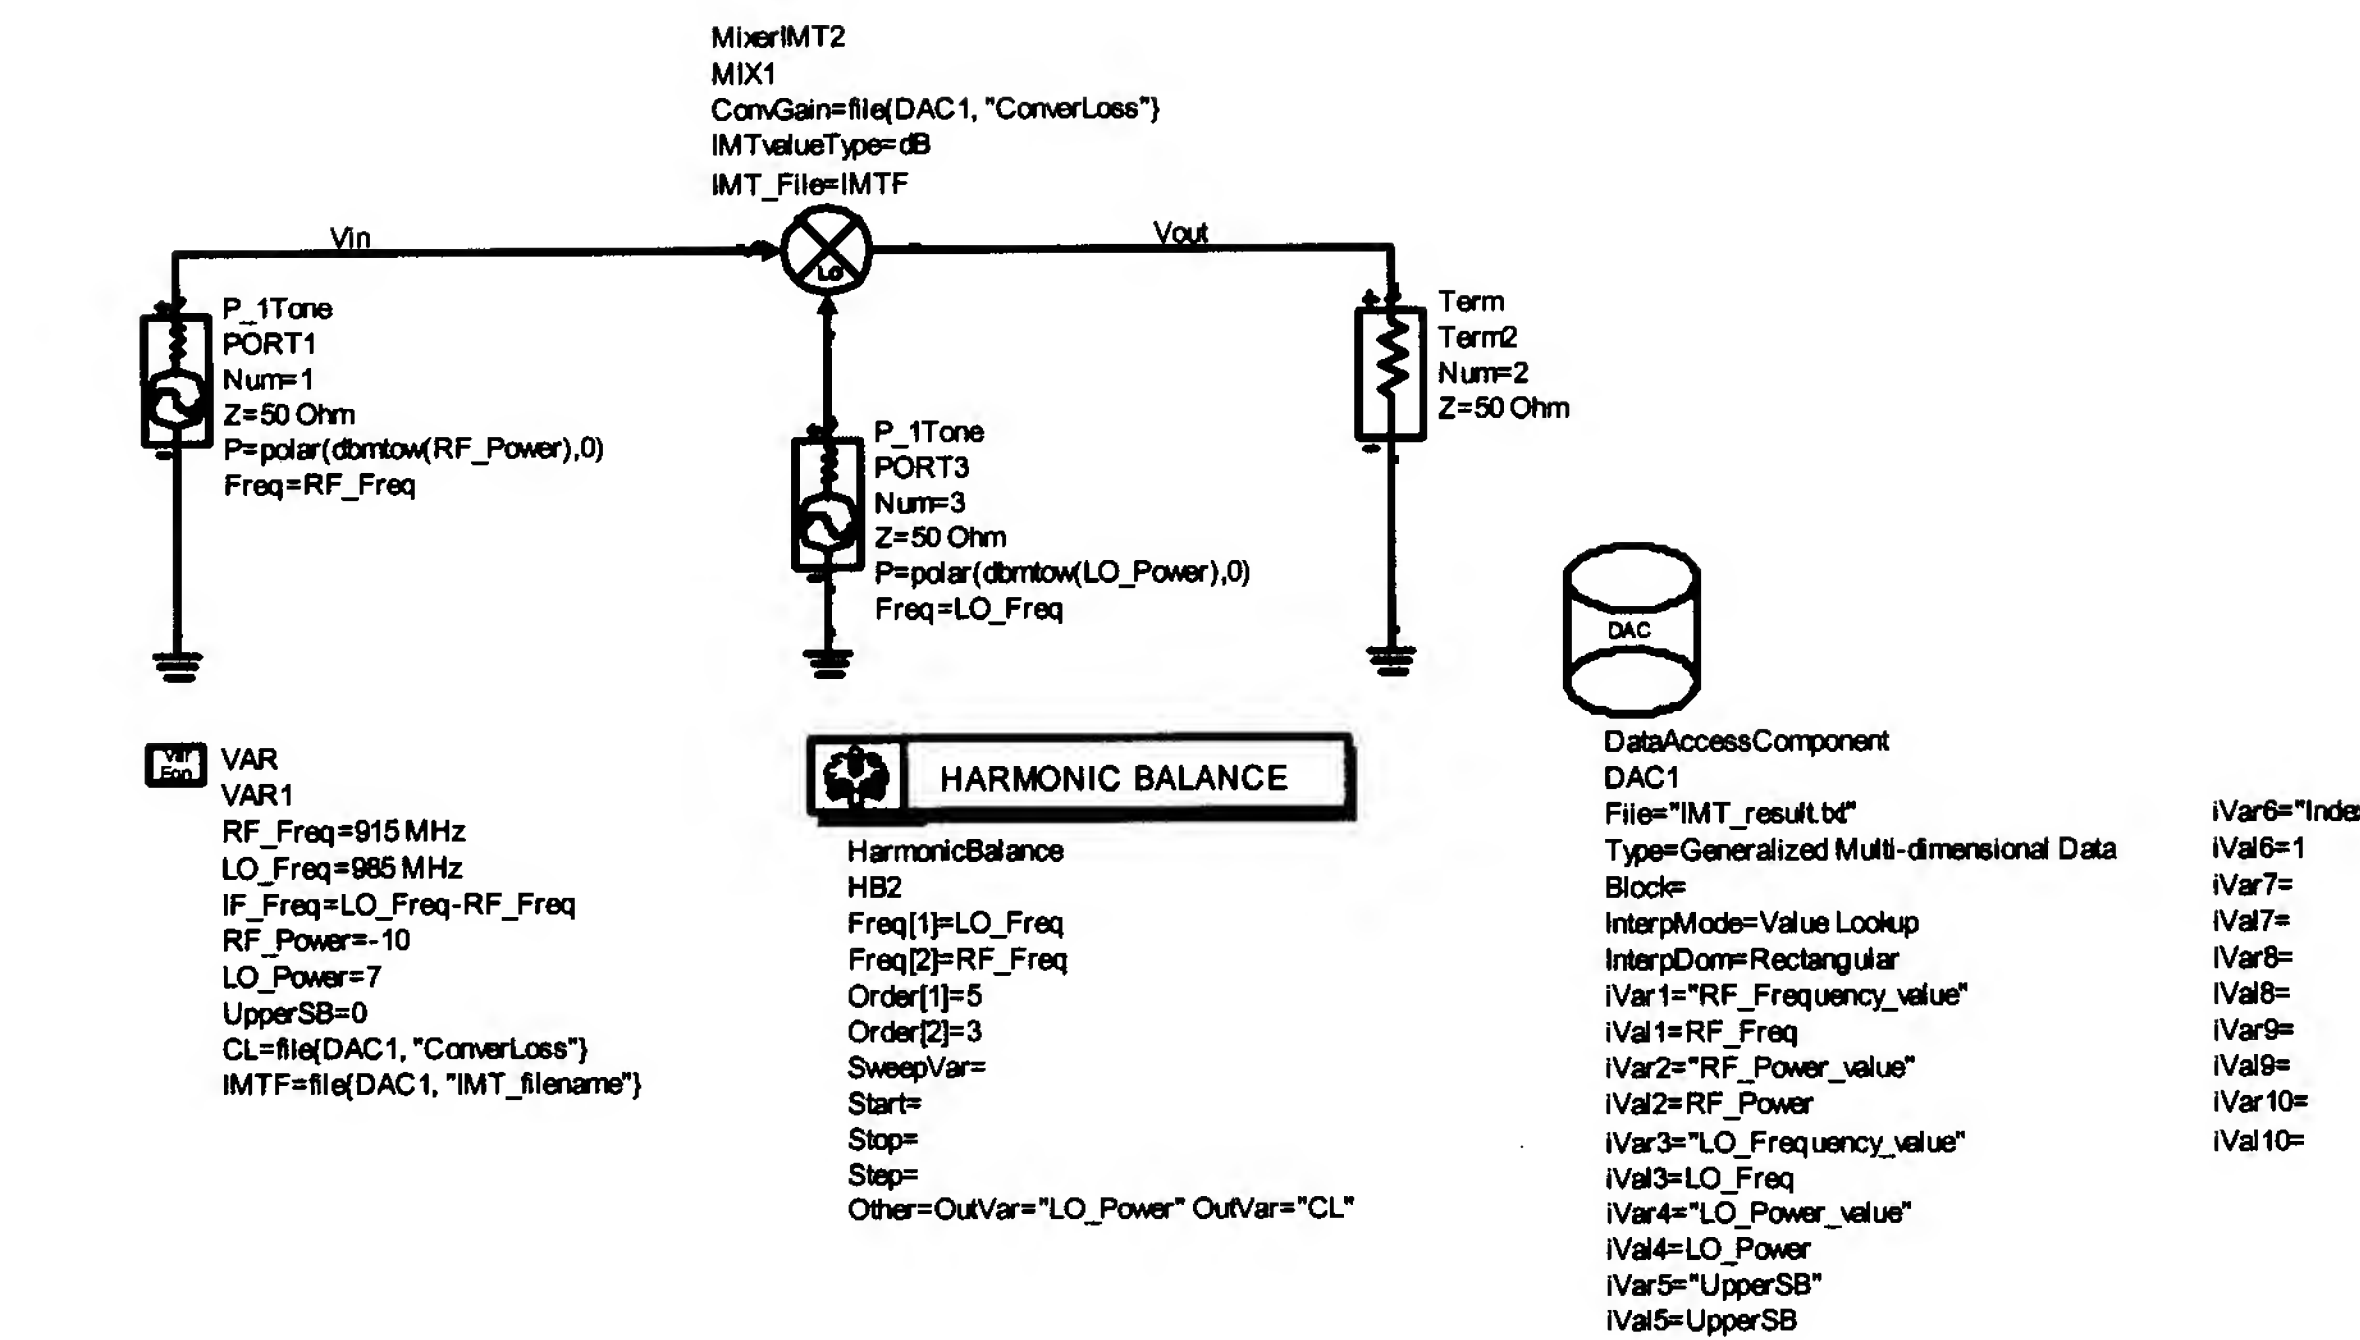 MixerIMT2
MIX1
ConvGain=file{DAC1, "ConverLoss"}
IMTvalueType=dB
IMT_File=IMTF
Vin
Vout
LO
P_1Tone
PORT1
Num=1
Z=50 Ohm
P=polar(dbmtow(RF_Power),0)
Freq=RF_Freq
P_1Tone
PORT3
Num=3
Z=50 Ohm
P=polar(dbmtow(LO_Power),0)
Freq=LO_Freq
Term
Term2
Num=2
Z=50 Ohm
DAC
Var
Eqn
VAR
VAR1
RF_Freq=915 MHz
LO_Freq=985 MHz
IF_Freq=LO_Freq-RF_Freq
RF_Power=-10
LO_Power=7
UpperSB=0
CL=file{DAC1, "ConverLoss"}
IMTF=file{DAC1, "IMT_filename"}
HARMONIC BALANCE
HarmonicBalance
HB2
Freq[1]=LO_Freq
Freq[2]=RF_Freq
Order[1]=5
Order[2]=3
SweepVar=
Start=
Stop=
Step=
Other=OutVar="LO_Power" OutVar="CL"
DataAccessComponent
DAC1
File="IMT_result.txt"
Type=Generalized Multi-dimensional Data
Block=
InterpMode=Value Lookup
InterpDom=Rectangular
iVar1="RF_Frequency_value"
iVal1=RF_Freq
iVar2="RF_Power_value"
iVal2=RF_Power
iVar3="LO_Frequency_value"
iVal3=LO_Freq
iVar4="LO_Power_value"
iVal4=LO_Power
iVar5="UpperSB"
iVal5=UpperSB
iVar6="Index
iVal6=1
iVar7=
iVal7=
iVar8=
iVal8=
iVar9=
iVal9=
iVar10=
iVal10=